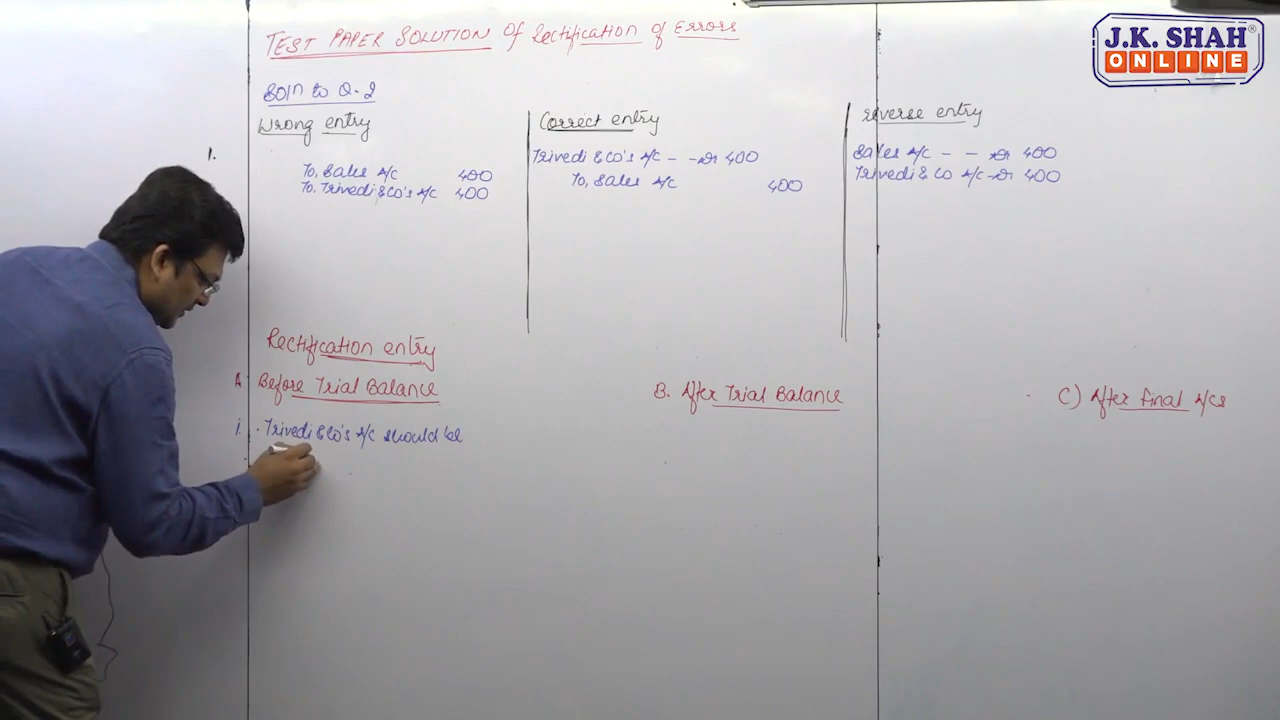 J.K. SHAH®
ONLINE
TEST PAPER SOLUTION of Rectification of Errors
Soln to Q-2
Wrong entry
1.
To, Sales A/c 400
To, Trivedi & Co's A/c 400
Correct entry
Trivedi & Co's A/c - - Dr 400
To, Sales A/c 400
reverse entry
Sales A/c - - Dr 400
Trivedi & Co A/c - Dr 400
Rectification entry
A. Before Trial Balance
B. After Trial Balance
C) After final A/cs
1. Trivedi & Co's A/c should be